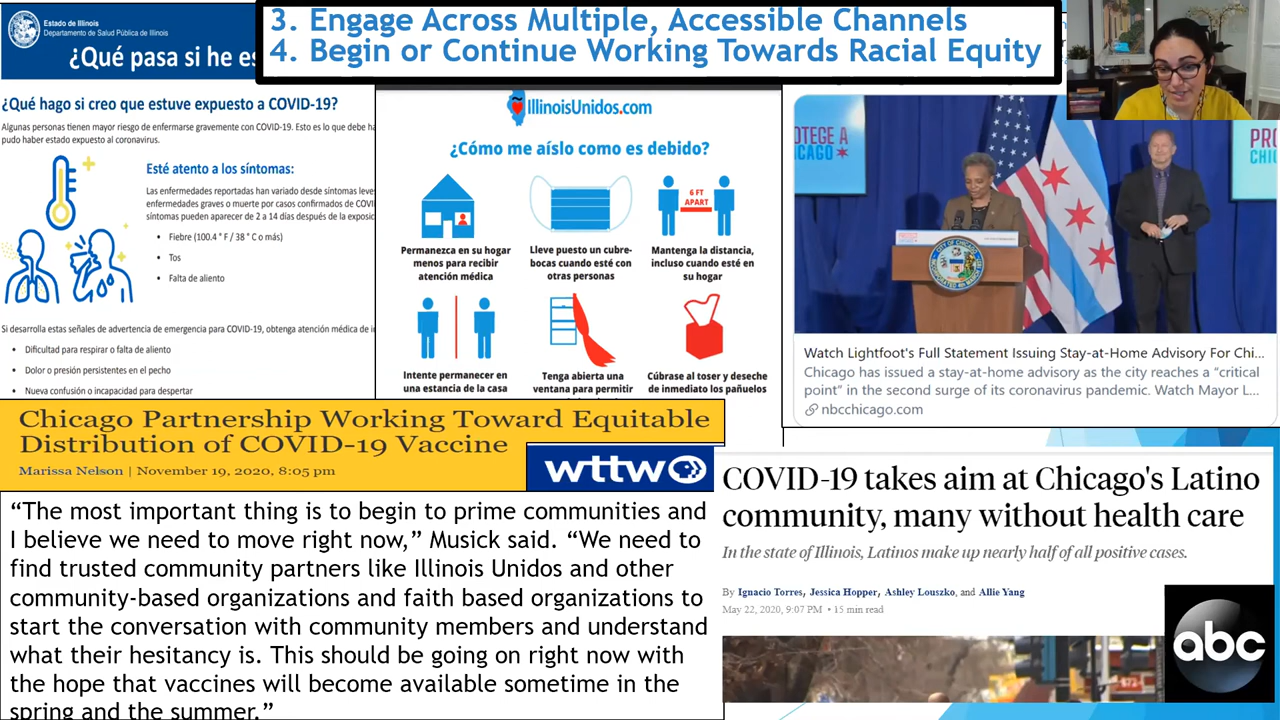 3. Engage Across Multiple, Accessible Channels
4. Begin or Continue Working Towards Racial Equity
Estado de Illinois
Departamento de Salud Pública de Illinois
¿Qué pasa si he es
¿Qué hago si creo que estuve expuesto a COVID-19?
Algunas personas tienen mayor riesgo de enfermarse gravemente con COVID-19. Esto es lo que debe ha
pudo haber estado expuesto al coronavirus.
Esté atento a los síntomas:
Las enfermedades reportadas han variado desde síntomas leve
enfermedades graves o muerte por casos confirmados de COVI
síntomas pueden aparecer de 2 a 14 días después de la exposic
• Fiebre (100.4 ° F / 38 ° C o más)
• Tos
• Falta de aliento
Si desarrolla estas señales de advertencia de emergencia para COVID-19, obtenga atención médica de in
• Dificultad para respirar o falta de aliento
• Dolor o presión persistentes en el pecho
• Nueva confusión o incapacidad para despertar
IllinoisUnidos.com
¿Cómo me aíslo como es debido?
6 FT
APART
Permanezca en su hogar
menos para recibir
atención médica
Lleve puesto un cubre-
bocas cuando esté con
otras personas
Mantenga la distancia,
incluso cuando esté en
su hogar
Intente permanecer en
una estancia de la casa
Tenga abierta una
ventana para permitir
Cúbrase al toser y deseche
de inmediato los pañuelos
OTEGE A
CAGO
PRO
CHI
CITY OF CHICAGO
Watch Lightfoot's Full Statement Issuing Stay-at-Home Advisory For Chi...
Chicago has issued a stay-at-home advisory as the city reaches a “critical
point” in the second surge of its coronavirus pandemic. Watch Mayor L...
nbcchicago.com
Chicago Partnership Working Toward Equitable
Distribution of COVID-19 Vaccine
Marissa Nelson | November 19, 2020, 8:05 pm
wttw PBS
“The most important thing is to begin to prime communities and
I believe we need to move right now,” Musick said. “We need to
find trusted community partners like Illinois Unidos and other
community-based organizations and faith based organizations to
start the conversation with community members and understand
what their hesitancy is. This should be going on right now with
the hope that vaccines will become available sometime in the
spring and the summer.”
COVID-19 takes aim at Chicago's Latino
community, many without health care
In the state of Illinois, Latinos make up nearly half of all positive cases.
By Ignacio Torres, Jessica Hopper, Ashley Louszko, and Allie Yang
May 22, 2020, 9:07 PM • 15 min read
abc